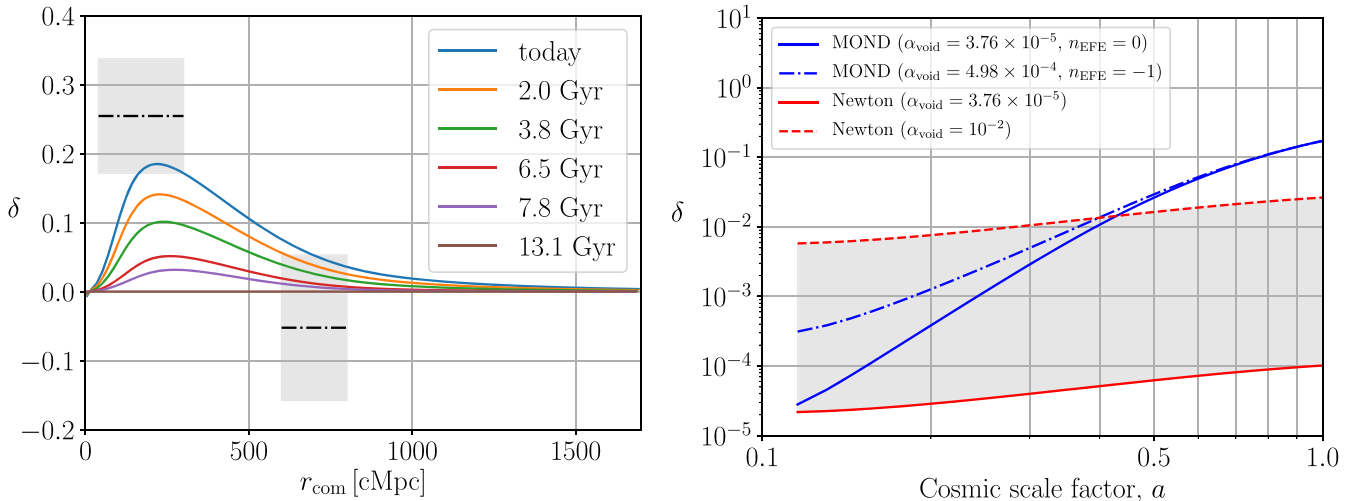 0.4
0.3
0.2
0.1
0.0
−0.1
−0.2
δ
0
500
1000
1500
r_com [cMpc]
today
2.0 Gyr
3.8 Gyr
6.5 Gyr
7.8 Gyr
13.1 Gyr
10¹
10⁰
10⁻¹
10⁻²
10⁻³
10⁻⁴
10⁻⁵
δ
0.1
0.5
1.0
Cosmic scale factor, a
MOND (α_void = 3.76 × 10⁻⁵, n_EFE = 0)
MOND (α_void = 4.98 × 10⁻⁴, n_EFE = −1)
Newton (α_void = 3.76 × 10⁻⁵)
Newton (α_void = 10⁻²)